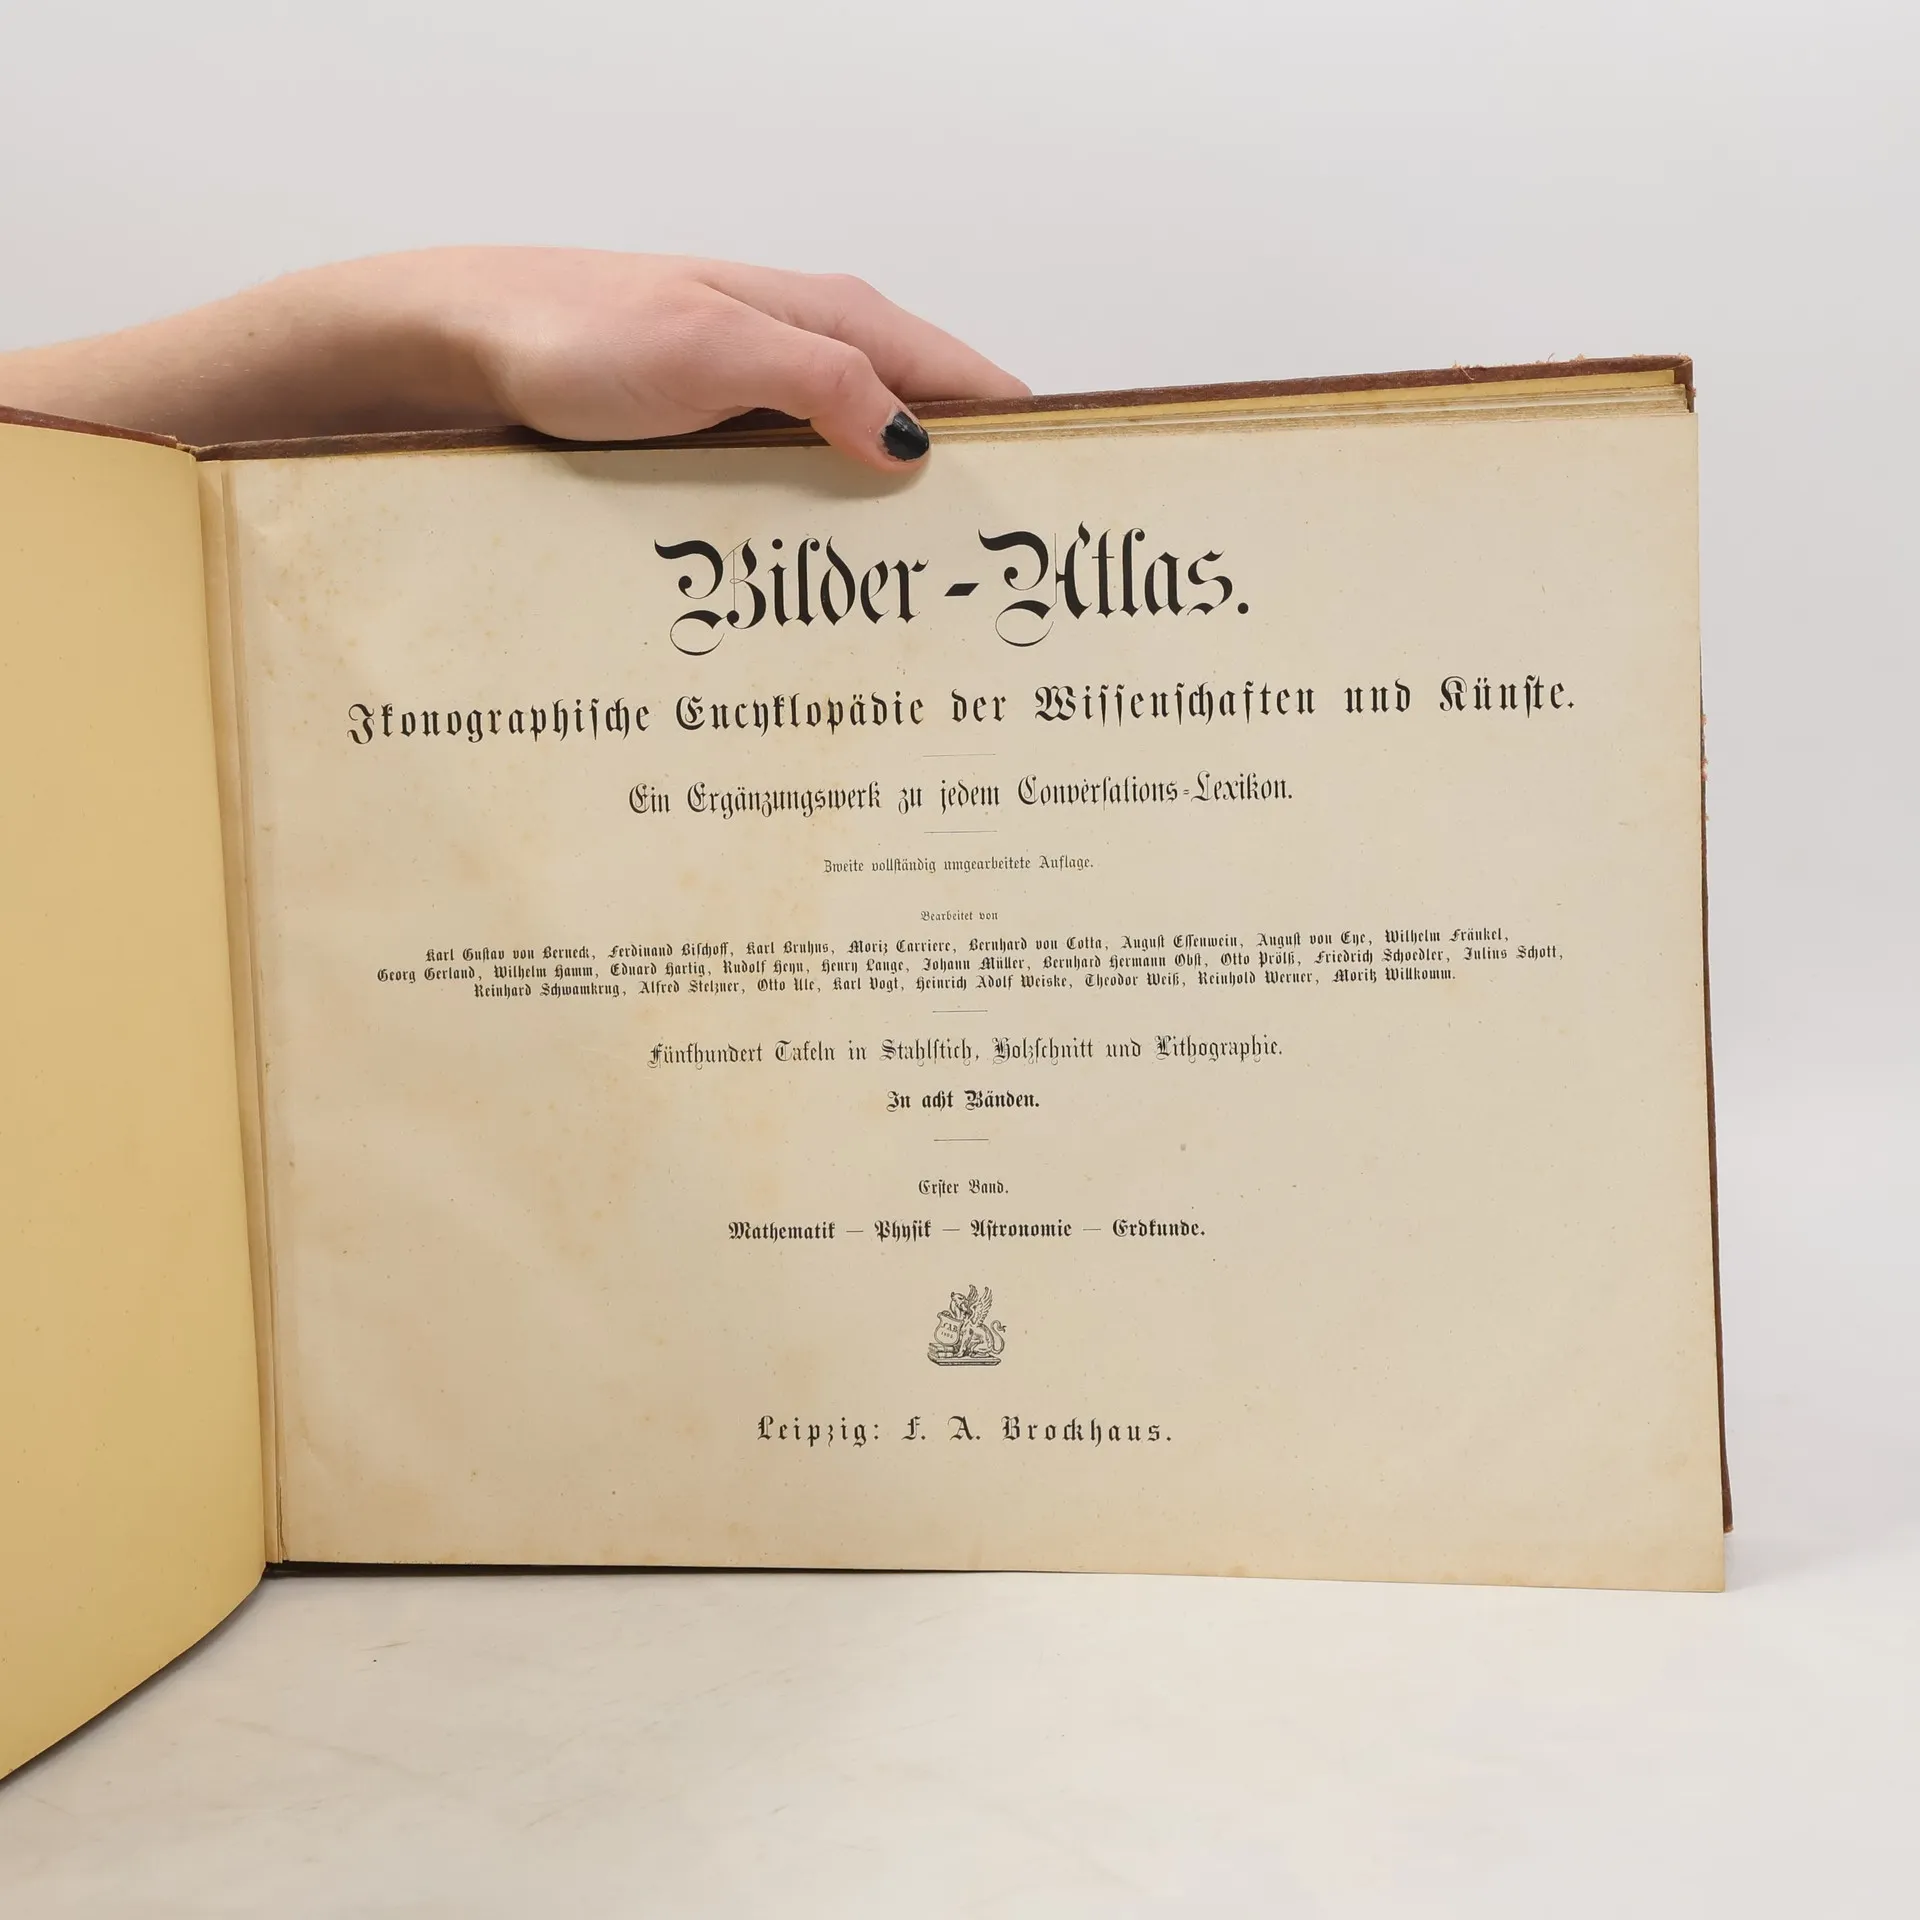 Bilder-Atlas.
Ikonographische Encyklopädie der Wissenschaften und Künste.
Ein Ergänzungswerk zu jedem Conversations-Lexikon.
Zweite vollständig umgearbeitete Auflage.
Bearbeitet von
Karl Gustav von Berneck, Ferdinand Bischoff, Karl Bruhns, Moriz Carriere, Bernhard von Cotta, August Essenwein, August von Eye, Wilhelm Fränkel,
Georg Gerland, Wilhelm Hamm, Eduard Hartig, Rudolf Heyn, Henry Lange, Johann Müller, Bernhard Hermann Obst, Otto Prölß, Friedrich Schoedler, Julius Schott,
Reinhard Schwamkrug, Alfred Stelzner, Otto Ule, Karl Vogt, Heinrich Adolf Weiske, Theodor Weiß, Reinhold Werner, Moritz Willkomm.
Fünfhundert Tafeln in Stahlstich, Holzschnitt und Lithographie.
In acht Bänden.
Erster Band.
Mathematik — Physik — Astronomie — Erdkunde.
FAB
Leipzig: F. A. Brockhaus.